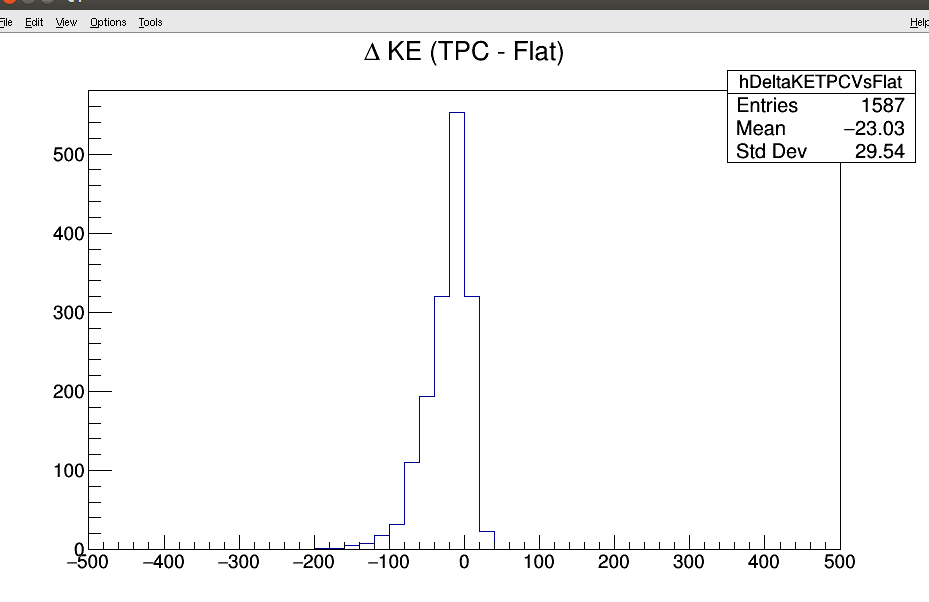 File Edit View Options Tools Help
Δ KE (TPC - Flat)
hDeltaKETPCVsFlat
Entries 1587
Mean −23.03
Std Dev 29.54
500
400
300
200
100
0
−500 −400 −300 −200 −100 0 100 200 300 400 500